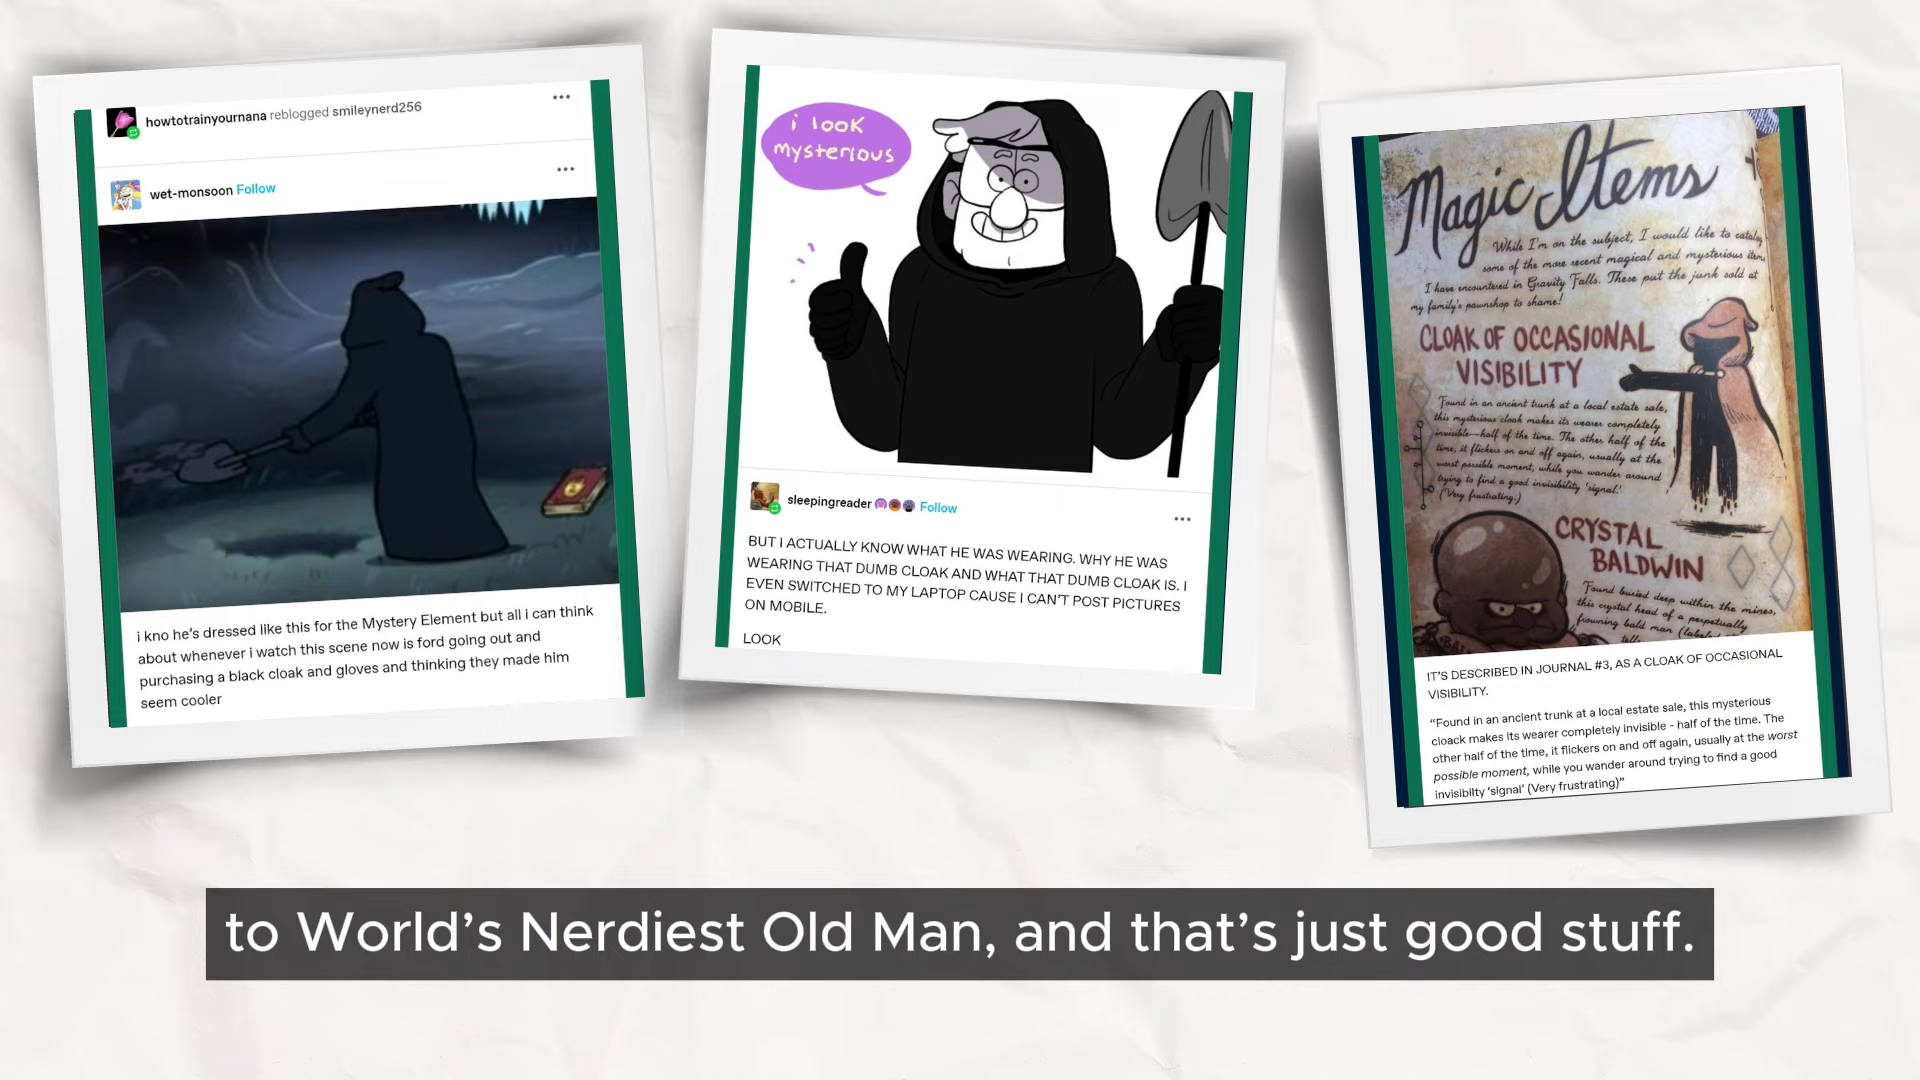 howtotrainyournana reblogged smileynerd256
wet-monsoon Follow
i kno he's dressed like this for the Mystery Element but all i can think
about whenever i watch this scene now is ford going out and
purchasing a black cloak and gloves and thinking they made him
seem cooler
i look
mysterious
sleepingreader Follow
BUT I ACTUALLY KNOW WHAT HE WAS WEARING. WHY HE WAS
WEARING THAT DUMB CLOAK AND WHAT THAT DUMB CLOAK IS. I
EVEN SWITCHED TO MY LAPTOP CAUSE I CAN'T POST PICTURES
ON MOBILE.
LOOK
Magic Items
While I'm on the subject, I would like to catalog
some of the more recent magical and mysterious items
I have encountered in Gravity Falls. These put the junk sold at
my family's pawnshop to shame!
CLOAK OF OCCASIONAL
VISIBILITY
Found in an ancient trunk at a local estate sale,
this mysterious cloak makes its wearer completely
invisible—half of the time. The other half of the
time, it flickers on and off again, usually at the
worst possible moment, while you wander around
trying to find a good invisibility 'signal.'
(Very frustrating.)
CRYSTAL
BALDWIN
Found buried deep within the mines,
this crystal head of a perpetually
frowning bald man (labeled
IT'S DESCRIBED IN JOURNAL #3, AS A CLOAK OF OCCASIONAL
VISIBILITY.
“Found in an ancient trunk at a local estate sale, this mysterious
cloack makes its wearer completely invisible - half of the time. The
other half of the time, it flickers on and off again, usually at the worst
possible moment, while you wander around trying to find a good
invisibilty ‘signal’ (Very frustrating)”
to World's Nerdiest Old Man, and that's just good stuff.